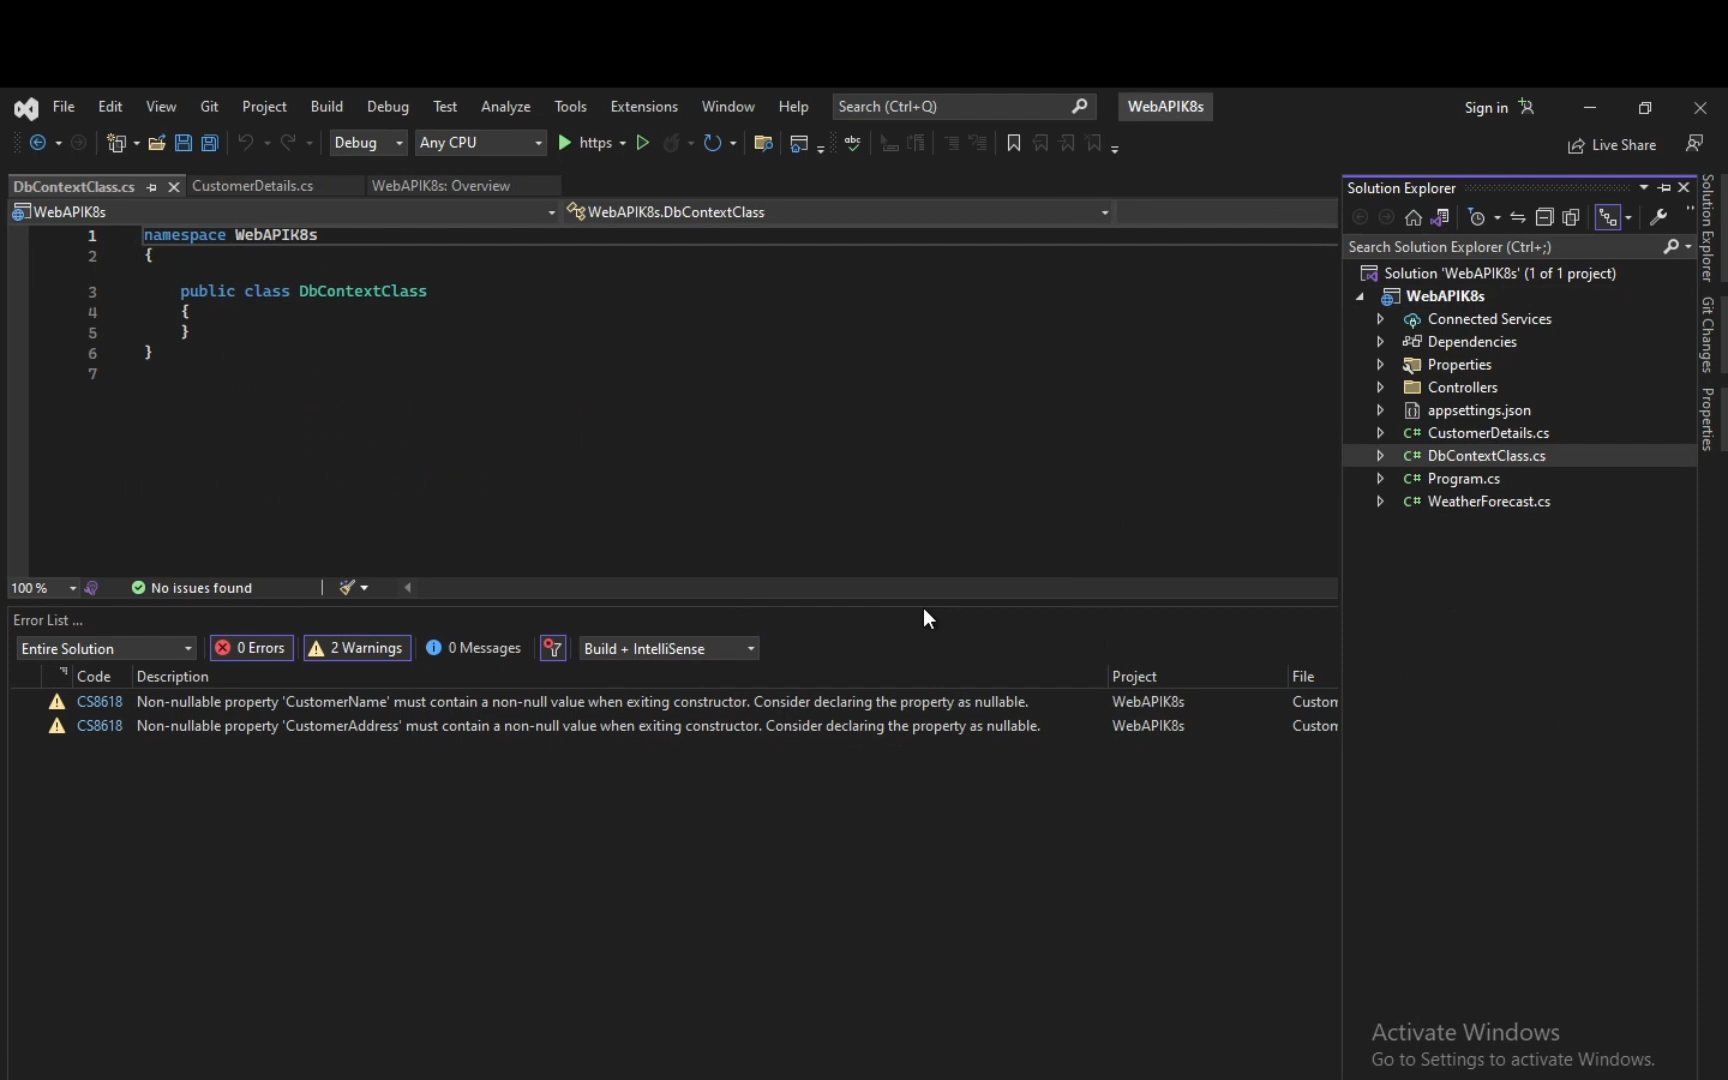 File Edit View Git Project Build Debug Test Analyze Tools Extensions Window Help Search (Ctrl+Q) WebAPIK8s Sign in
Debug Any CPU https Live Share
DbContextClass.cs CustomerDetails.cs WebAPIK8s: Overview
WebAPIK8s WebAPIK8s.DbContextClass
1 namespace WebAPIK8s
2 {
3 public class DbContextClass
4 {
5 }
6 }
7
100 % No issues found
Error List ...
Entire Solution 0 Errors 2 Warnings 0 Messages Build + IntelliSense
Code Description Project File
CS8618 Non-nullable property 'CustomerName' must contain a non-null value when exiting constructor. Consider declaring the property as nullable. WebAPIK8s Custom
CS8618 Non-nullable property 'CustomerAddress' must contain a non-null value when exiting constructor. Consider declaring the property as nullable. WebAPIK8s Custom
Solution Explorer
Search Solution Explorer (Ctrl+;)
Solution 'WebAPIK8s' (1 of 1 project)
WebAPIK8s
Connected Services
Dependencies
Properties
Controllers
appsettings.json
C# CustomerDetails.cs
C# DbContextClass.cs
C# Program.cs
C# WeatherForecast.cs
Solution Explorer
Git Changes
Properties
Activate Windows
Go to Settings to activate Windows.